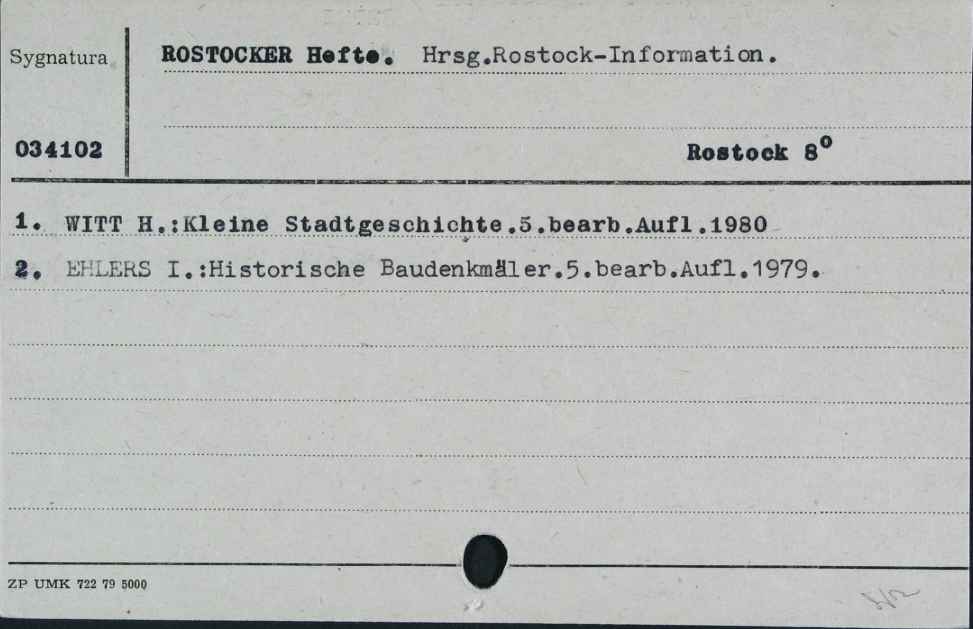 Sygnatura
ROSTOCKER Hefte. Hrsg.Rostock-Information.
034102
Rostock 8⁰
1. WITT H.:Kleine Stadtgeschichte.5.bearb.Aufl.1980
2. EHLERS I.:Historische Baudenkmäler.5.bearb.Aufl.1979.
ZP UMK 722 79 5000